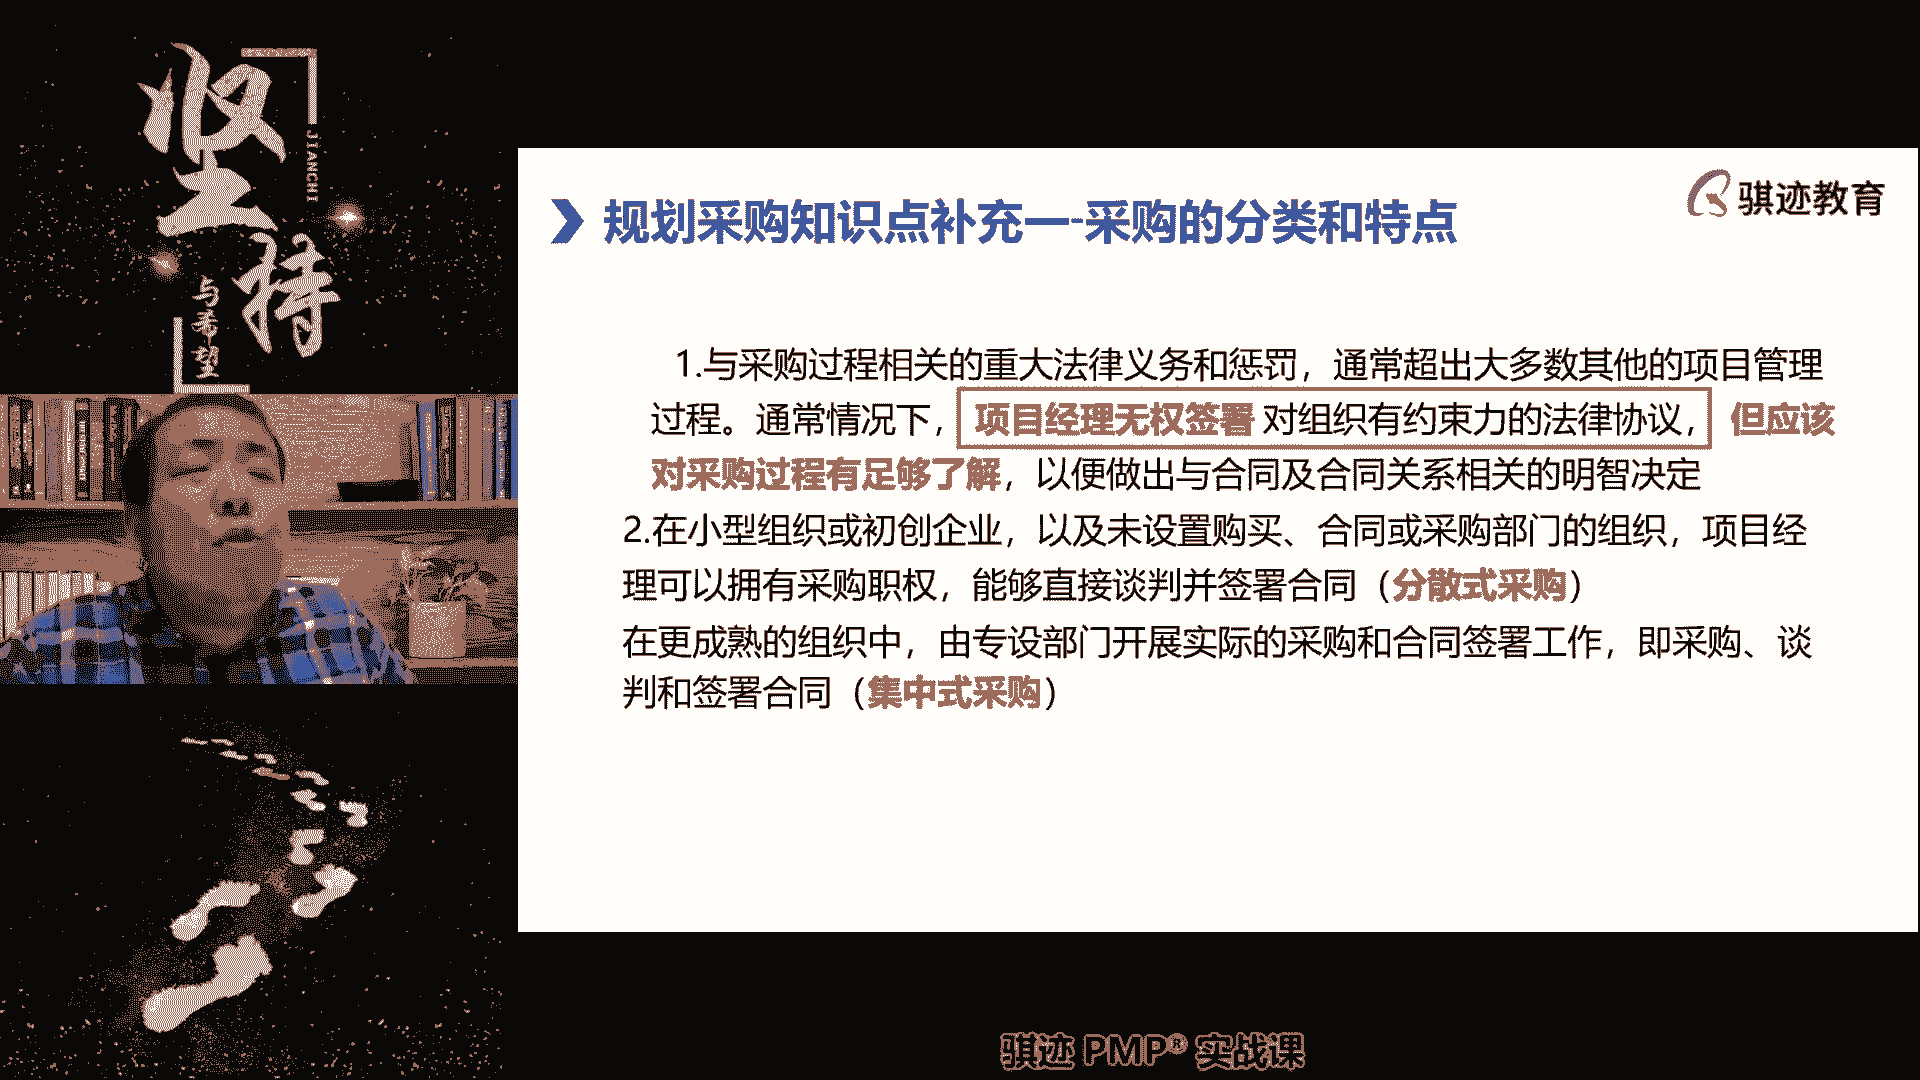 坚持
JIANCHI
与希望
骐迹教育
规划采购知识点补充一-采购的分类和特点
1.与采购过程相关的重大法律义务和惩罚，通常超出大多数其他的项目管理
过程。通常情况下，项目经理无权签署 对组织有约束力的法律协议，但应该
对采购过程有足够了解，以便做出与合同及合同关系相关的明智决定
2.在小型组织或初创企业，以及未设置购买、合同或采购部门的组织，项目经
理可以拥有采购职权，能够直接谈判并签署合同（分散式采购）
在更成熟的组织中，由专设部门开展实际的采购和合同签署工作，即采购、谈
判和签署合同（集中式采购）
骐迹 PMP® 实战课